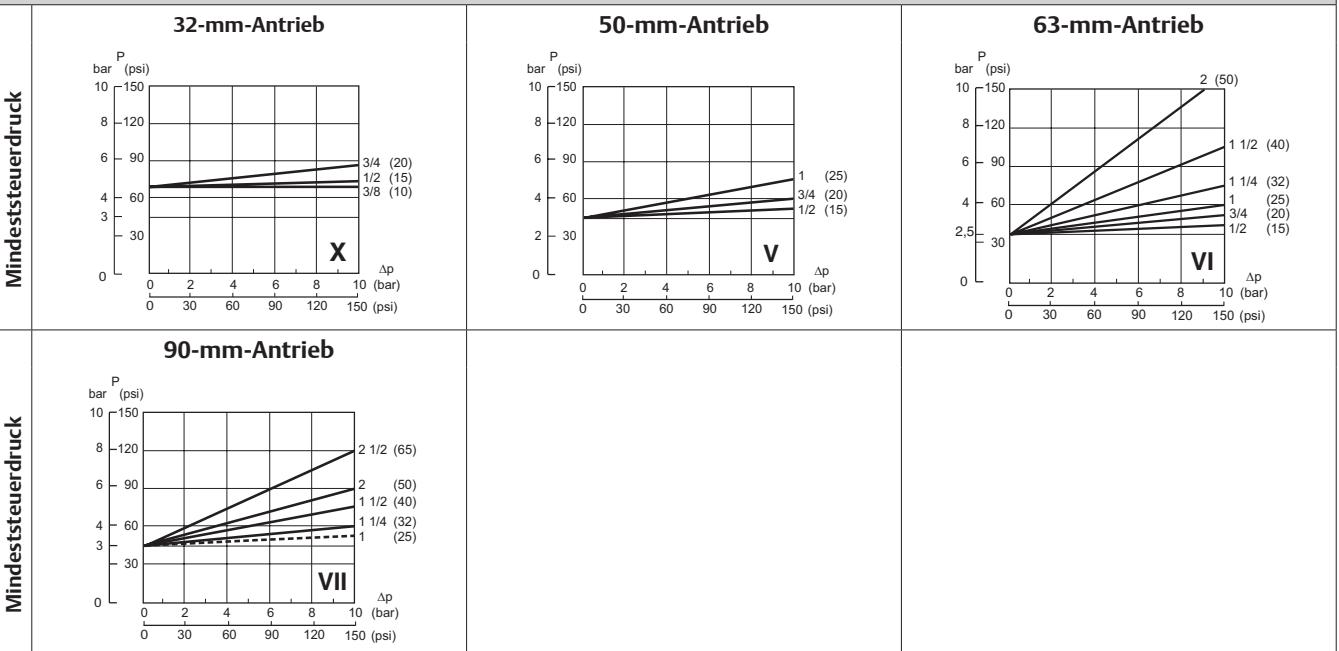 Mindeststeuerdruck
32-mm-Antrieb
P
bar (psi)
10 150
8 120
6 90
4 60
3
30
0
3/4 (20)
1/2 (15)
3/8 (10)
X
0 2 4 6 8 10
Δp
(bar)
0 30 60 90 120 150 (psi)
50-mm-Antrieb
P
bar (psi)
10 150
8 120
6 90
4 60
2 30
0
1 (25)
3/4 (20)
1/2 (15)
V
0 2 4 6 8 10
Δp
(bar)
0 30 60 90 120 150 (psi)
63-mm-Antrieb
P
bar (psi)
10 150
8 120
6 90
4 60
2,5
30
0
2 (50)
1 1/2 (40)
1 1/4 (32)
1 (25)
3/4 (20)
1/2 (15)
VI
0 2 4 6 8 10
Δp
(bar)
0 30 60 90 120 150 (psi)
Mindeststeuerdruck
90-mm-Antrieb
P
bar (psi)
10 150
8 120
6 90
4 60
3
30
0
2 1/2 (65)
2 (50)
1 1/2 (40)
1 1/4 (32)
1 (25)
VII
0 2 4 6 8 10
Δp
(bar)
0 30 60 90 120 150 (psi)